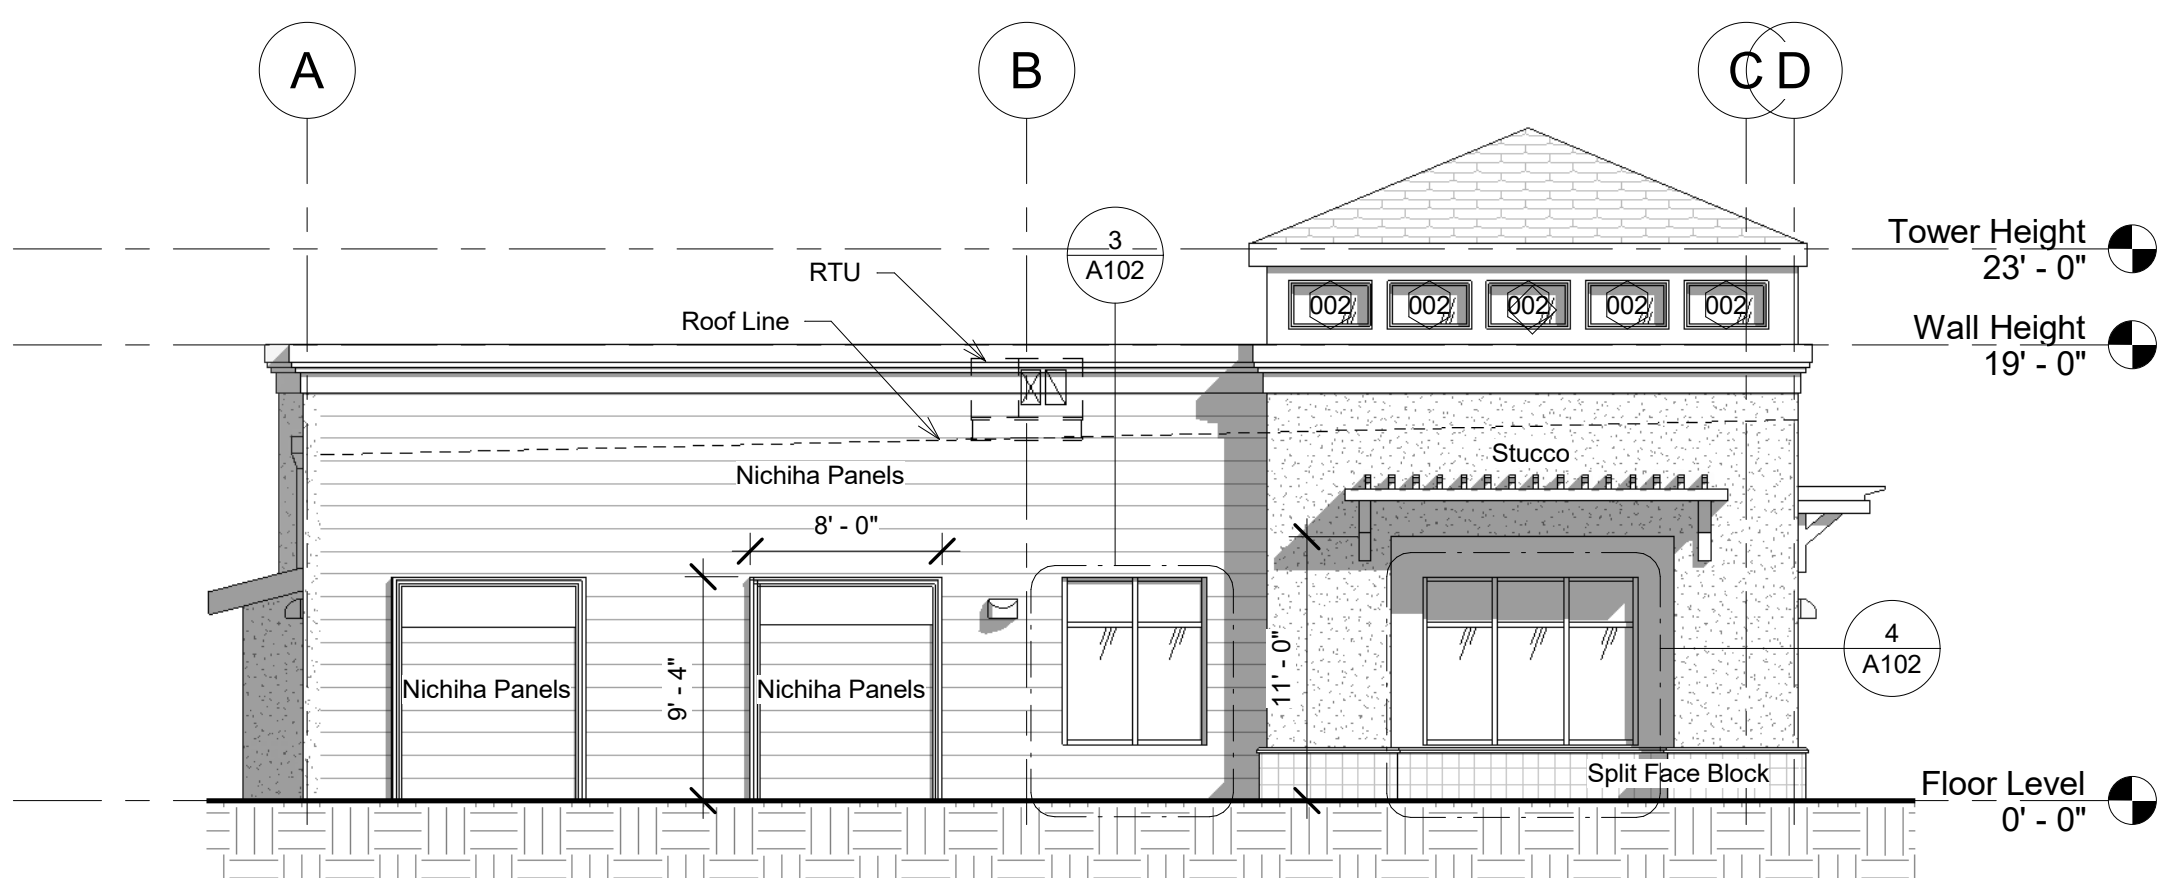 A
B
C
D
Tower Height
23' - 0"
3
A102
RTU
Roof Line
002
002
002
002
002
Wall Height
19' - 0"
Stucco
Nichiha Panels
8' - 0"
9' - 4"
11' - 0"
4
A102
Nichiha Panels
Nichiha Panels
Split Face Block
Floor Level
0' - 0"